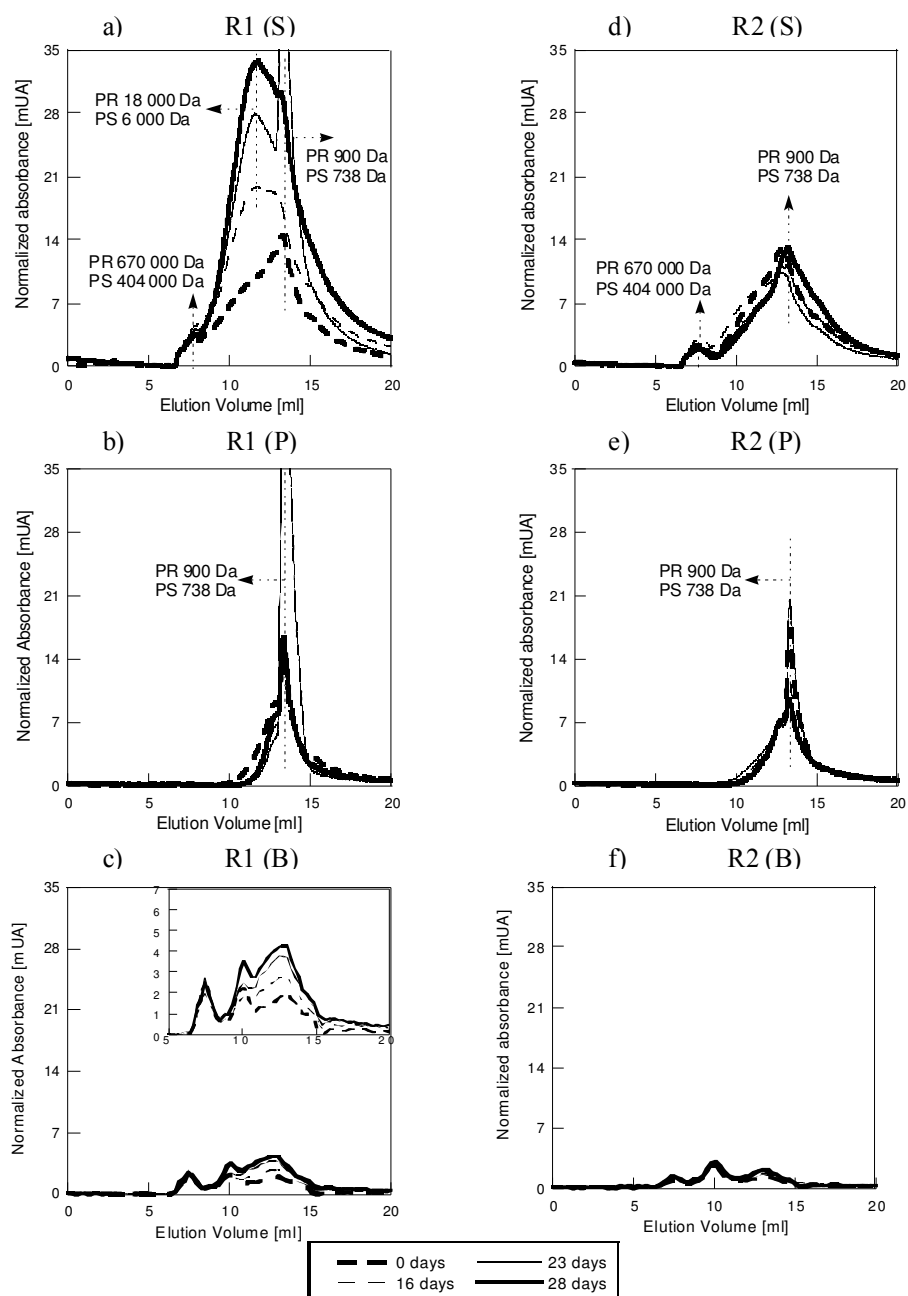 a) R1 (S)
Normalized absorbance [mUA]
35
28
21
14
7
0
PR 18 000 Da
PS 6 000 Da
PR 900 Da
PS 738 Da
PR 670 000 Da
PS 404 000 Da
0 5 10 15 20
Elution Volume [ml]
d) R2 (S)
Normalized absorbance [mUA]
35
28
21
14
7
0
PR 900 Da
PS 738 Da
PR 670 000 Da
PS 404 000 Da
0 5 10 15 20
Elution Volume [ml]
b) R1 (P)
Normalized Absorbance [mUA]
35
28
21
14
7
0
PR 900 Da
PS 738 Da
0 5 10 15 20
Elution Volume [ml]
e) R2 (P)
Normalized absorbance [mUA]
35
28
21
14
7
0
PR 900 Da
PS 738 Da
0 5 10 15 20
Elution Volume [ml]
c) R1 (B)
Normalized Absorbance [mUA]
35
28
21
14
7
0
7
6
5
4
3
2
1
0
5 10 15 20
0 5 10 15 20
Elution Volume [ml]
f) R2 (B)
Normalized absorbance [mUA]
35
28
21
14
7
0
0 5 10 15 20
Elution Volume [ml]
0 days 23 days
16 days 28 days